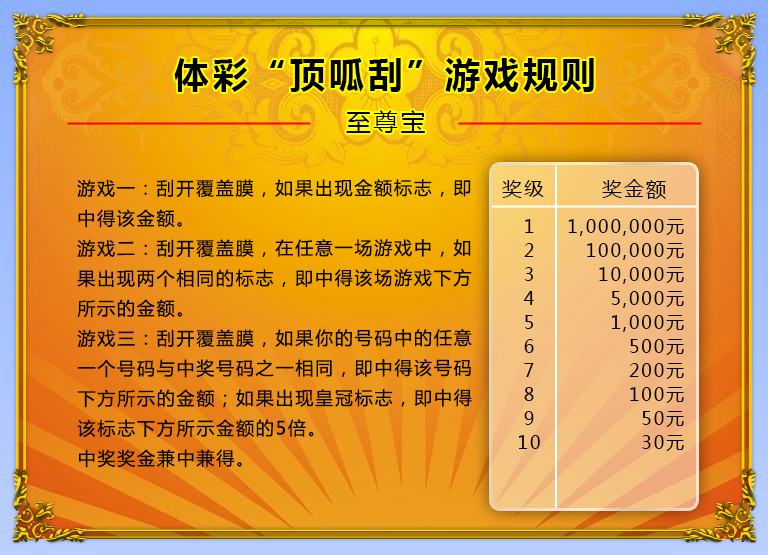 体彩“顶呱刮”游戏规则
至尊宝
游戏一：刮开覆盖膜，如果出现金额标志，即
中得该金额。
游戏二：刮开覆盖膜，在任意一场游戏中，如
果出现两个相同的标志，即中得该场游戏下方
所示的金额。
游戏三：刮开覆盖膜，如果你的号码中的任意
一个号码与中奖号码之一相同，即中得该号码
下方所示的金额；如果出现皇冠标志，即中得
该标志下方所示金额的5倍。
中奖奖金兼中兼得。
奖级 奖金额
1 1,000,000元
2 100,000元
3 10,000元
4 5,000元
5 1,000元
6 500元
7 200元
8 100元
9 50元
10 30元